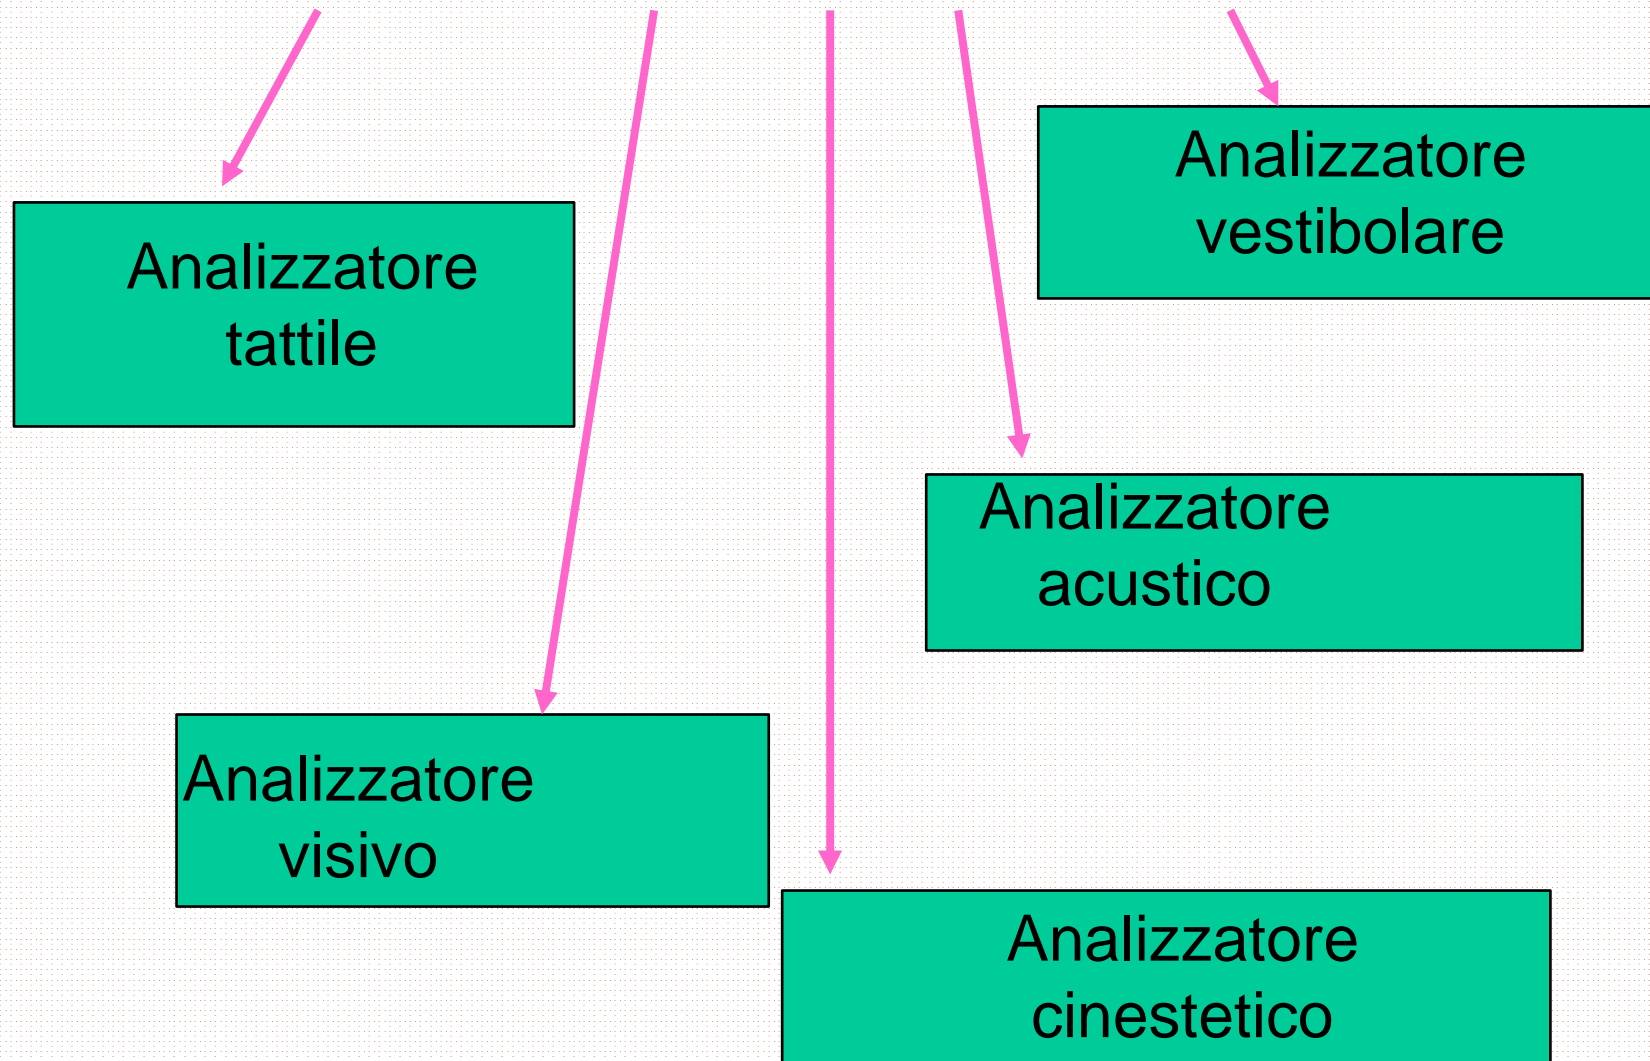 Analizzatore
vestibolare
Analizzatore
tattile
Analizzatore
acustico
Analizzatore
visivo
Analizzatore
cinestetico